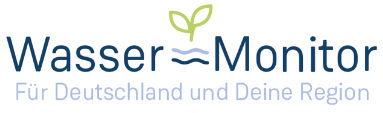 Wasser Monitor
Für Deutschland und Deine Region